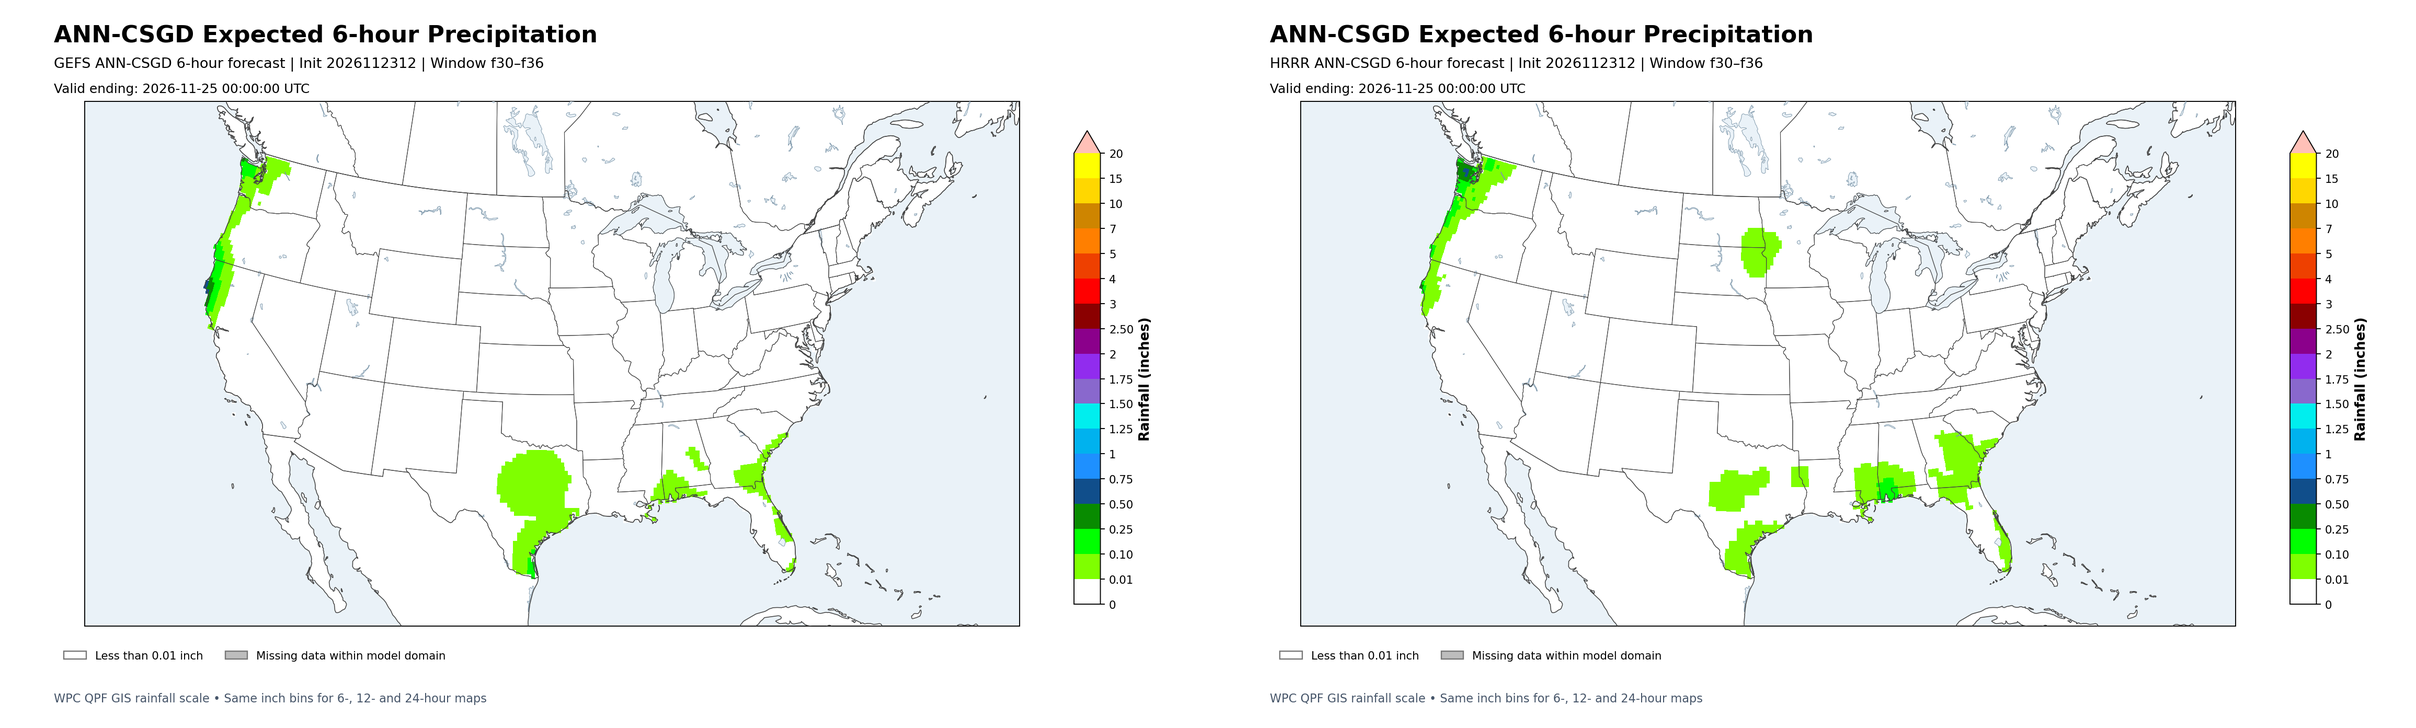 ANN-CSGD Expected 6-hour Precipitation
GEFS ANN-CSGD 6-hour forecast | Init 2026112312 | Window f30–f36
Valid ending: 2026-11-25 00:00:00 UTC
20
15
10
7
5
4
3
2.50
2
1.75
1.50
1.25
1
0.75
0.50
0.25
0.10
0.01
0
Rainfall (inches)
Less than 0.01 inch
Missing data within model domain
WPC QPF GIS rainfall scale • Same inch bins for 6-, 12- and 24-hour maps
ANN-CSGD Expected 6-hour Precipitation
HRRR ANN-CSGD 6-hour forecast | Init 2026112312 | Window f30–f36
Valid ending: 2026-11-25 00:00:00 UTC
20
15
10
7
5
4
3
2.50
2
1.75
1.50
1.25
1
0.75
0.50
0.25
0.10
0.01
0
Rainfall (inches)
Less than 0.01 inch
Missing data within model domain
WPC QPF GIS rainfall scale • Same inch bins for 6-, 12- and 24-hour maps